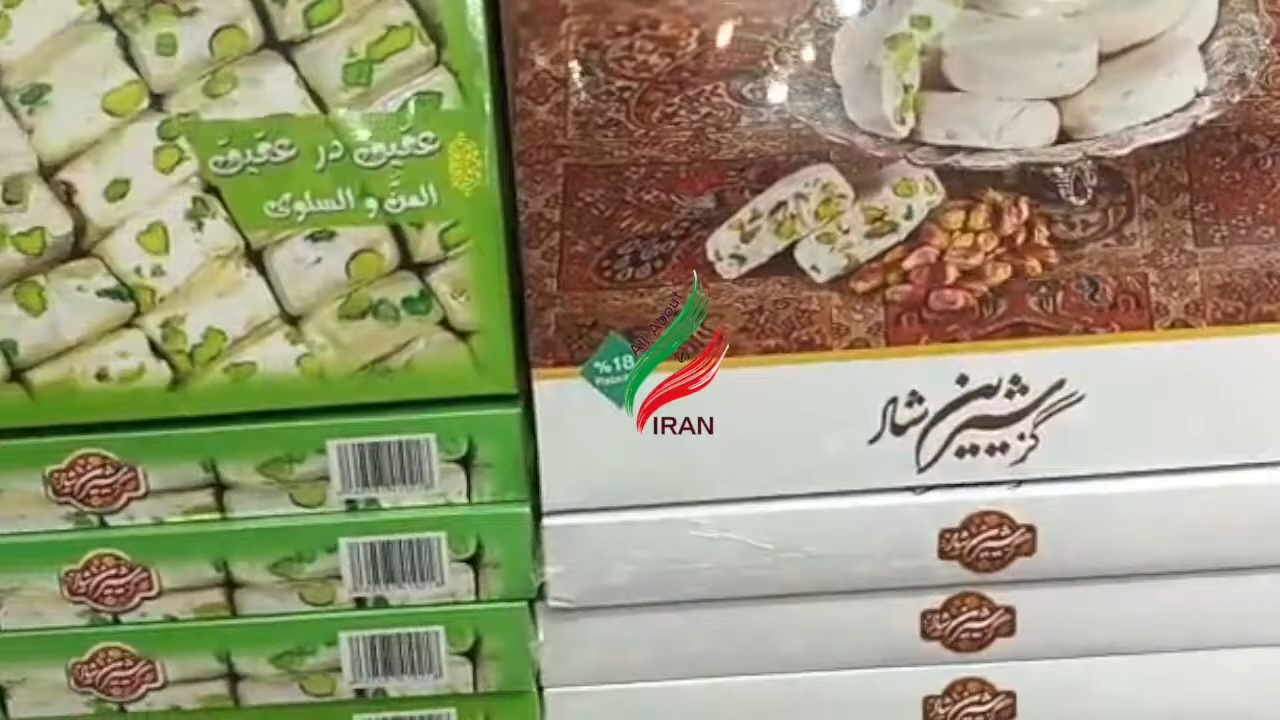 عقیق در عقیق
المنّ و السلوی
%18
All About
IRAN
گز شیرین شار